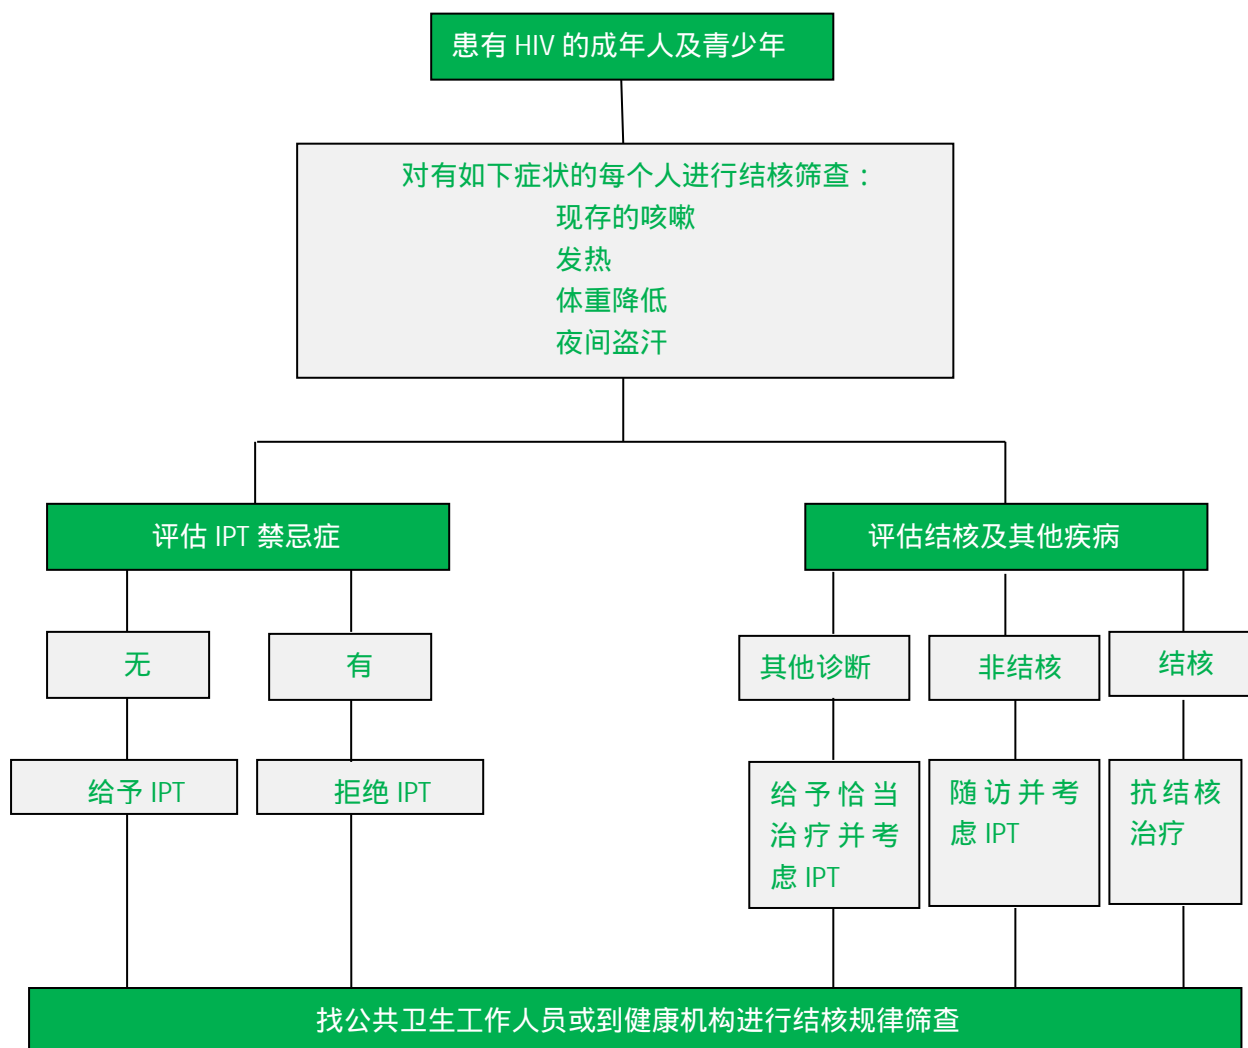 患有 HIV 的成年人及青少年
对有如下症状的每个人进行结核筛查：
现存的咳嗽
发热
体重降低
夜间盗汗
评估 IPT 禁忌症
评估结核及其他疾病
无
有
其他诊断
非结核
结核
给予 IPT
拒绝 IPT
给予恰当
治疗并考
虑 IPT
随访并考
虑 IPT
抗结核
治疗
找公共卫生工作人员或到健康机构进行结核规律筛查